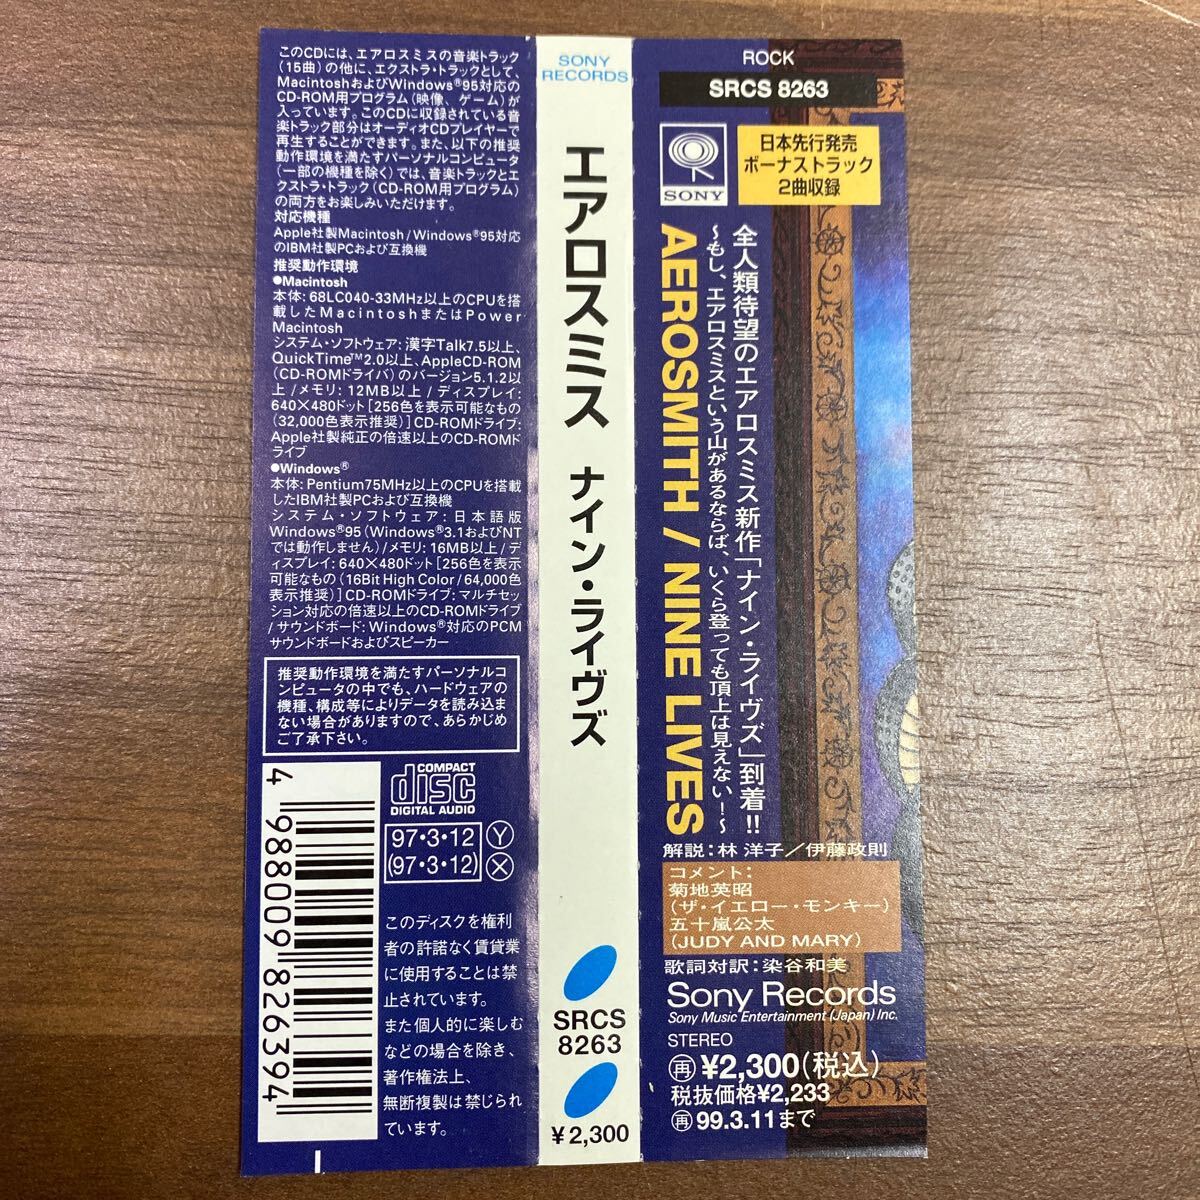 このCDには、エアロスミスの音楽トラック
(15曲)の他に、エクストラ・トラックとして、
MacintoshおよびWindows®95対応の
CD-ROM用プログラム(映像、ゲーム)が
入っています。このCDに収録されている音
楽トラック部分はオーディオCDプレイヤーで
再生することができます。また、以下の推奨
動作環境を満たすパーソナルコンピュータ
(一部の機種を除く)では、音楽トラックとエ
クストラ・トラック(CD-ROM用プログラム)
の両方をお楽しみいただけます。
対応機種
Apple社製Macintosh/Windows®95対応
のIBM社製PCおよび互換機
推奨動作環境
●Macintosh
本体: 68LC040-33MHz以上のCPUを搭
載したMacintoshまたはPower
Macintosh
システム・ソフトウェア: 漢字Talk7.5以上、
QuickTime™2.0以上、AppleCD-ROM
(CD-ROMドライバ)のバージョン5.1.2以
上/メモリ: 12MB以上/ディスプレイ:
640×480ドット[256色を表示可能なもの
(32,000色表示推奨)]CD-ROMドライブ:
Apple社製純正の倍速以上のCD-ROMド
ライブ
●Windows®
本体: Pentium75MHz以上のCPUを搭載
したIBM社製PCおよび互換機
システム・ソフトウェア: 日本語版
Windows®95(Windows®3.1およびNT
では動作しません)/メモリ: 16MB以上/デ
ィスプレイ: 640×480ドット[256色を表示
可能なもの(16Bit High Color/64,000色
表示推奨)]CD-ROMドライブ: マルチセッ
ション対応の倍速以上のCD-ROMドライブ
/サウンドボード: Windows®対応のPCM
サウンドボードおよびスピーカー
推奨動作環境を満たすパーソナルコ
ンピュータの中でも、ハードウェアの
機種、構成等によりデータを読み込ま
ない場合がありますので、あらかじめ
ご了承下さい。
4 988009 826394
COMPACT
disc
DIGITAL AUDIO
97・3・12 Ⓨ
(97・3・12) Ⓧ
このディスクを権利
者の許諾なく賃貸業
に使用することは禁
止されています。
また個人的に楽しむ
などの場合を除き、
著作権法上、
無断複製は禁じられ
ています。
SONY
RECORDS
エアロスミス ナイン・ライヴズ
SRCS
8263
¥2,300
ROCK
SRCS 8263
SONY
日本先行発売
ボーナストラック
2曲収録
全人類待望のエアロスミス新作「ナイン・ライヴズ」到着!!
〜もし、エアロスミスという山があるならば、いくら登っても頂上は見えない!〜
AEROSMITH / NINE LIVES
解説: 林 洋子/伊藤政則
コメント:
菊地英昭
(ザ・イエロー・モンキー)
五十嵐公太
(JUDY AND MARY)
歌詞対訳: 染谷和美
Sony Records
Sony Music Entertainment (Japan) Inc.
STEREO
再 ¥2,300(税込)
税抜価格¥2,233
再 99.3.11まで